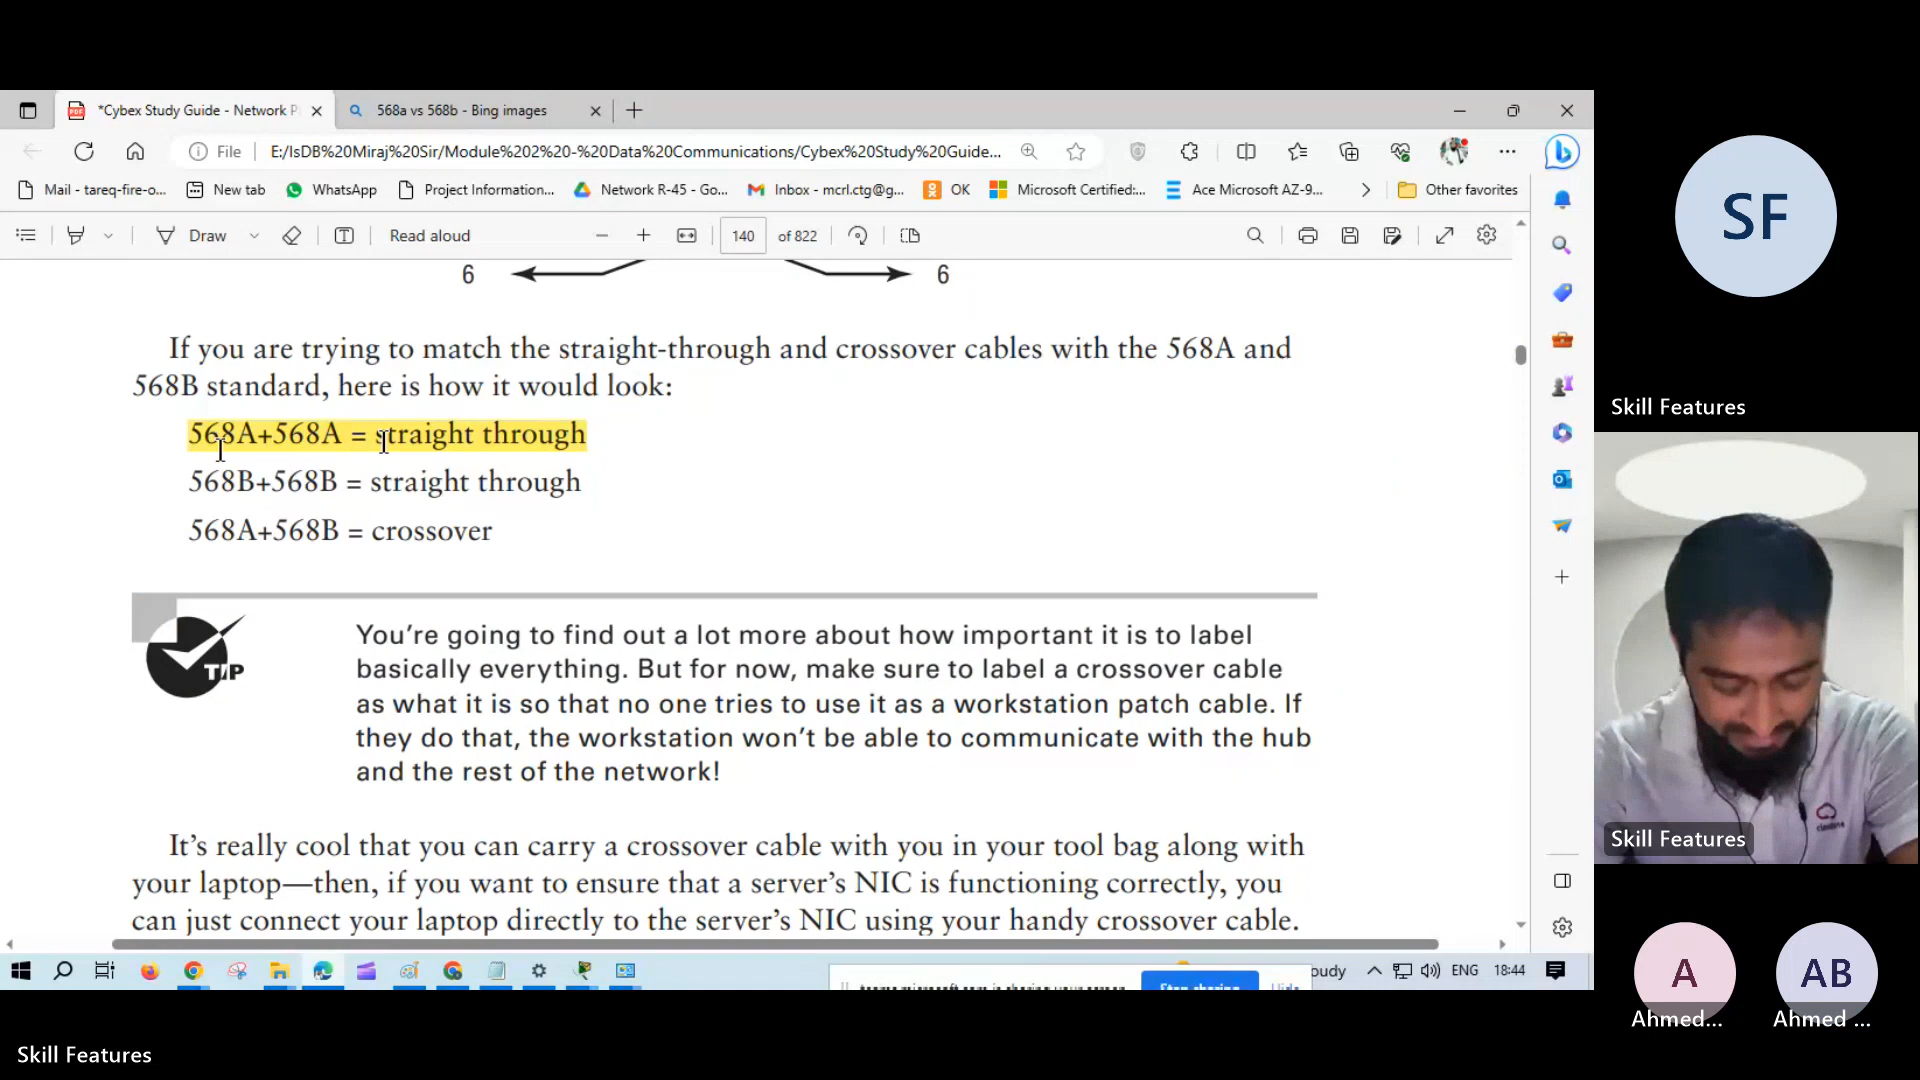 *Cybex Study Guide - Network P
568a vs 568b - Bing images
File
E:/IsDB%20Miraj%20Sir/Module%202%20-%20Data%20Communications/Cybex%20Study%20Guide...
Mail - tareq-fire-o...
New tab
WhatsApp
Project Information...
Network R-45 - Go...
Inbox - mcrl.ctg@g...
OK
Microsoft Certified:...
Ace Microsoft AZ-9...
Other favorites
Draw
Read aloud
140
of 822
6
6
If you are trying to match the straight-through and crossover cables with the 568A and
568B standard, here is how it would look:
568A+568A = straight through
568B+568B = straight through
568A+568B = crossover
TIP
You're going to find out a lot more about how important it is to label
basically everything. But for now, make sure to label a crossover cable
as what it is so that no one tries to use it as a workstation patch cable. If
they do that, the workstation won't be able to communicate with the hub
and the rest of the network!
It's really cool that you can carry a crossover cable with you in your tool bag along with
your laptop—then, if you want to ensure that a server's NIC is functioning correctly, you
can just connect your laptop directly to the server's NIC using your handy crossover cable.
oudy
ENG
18:44
Stop sharing
Hide
SF
Skill Features
Skill Features
A
AB
Ahmed...
Ahmed ...
Skill Features